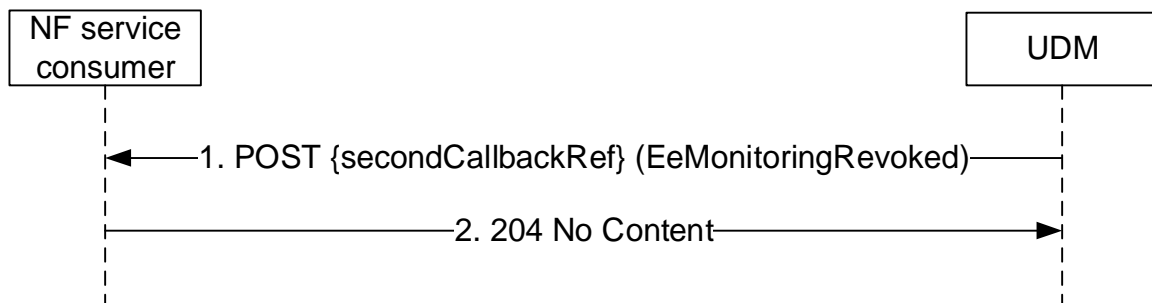 NF service
consumer
UDM
1. POST {secondCallbackRef} (EeMonitoringRevoked)
2. 204 No Content